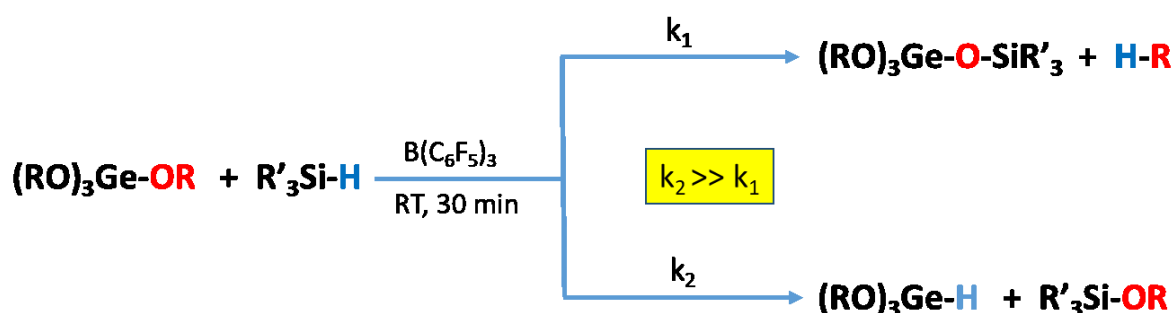 k₁
(RO)₃Ge-O-SiR’₃ + H-R
(RO)₃Ge-OR + R’₃Si-H
B(C₆F₅)₃
RT, 30 min
k₂ >> k₁
k₂
(RO)₃Ge-H + R’₃Si-OR